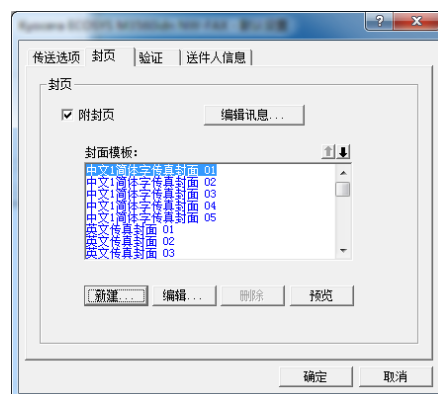 传送选项 封页 验证 送件人信息
封页
附封页 编辑讯息...
封面模板：
中文1简体字传真封面 01
中文1简体字传真封面 02
中文1简体字传真封面 03
中文1简体字传真封面 04
中文1简体字传真封面 05
英文传真封面 01
英文传真封面 02
英文传真封面 03
新建... 编辑... 删除 预览
确定 取消